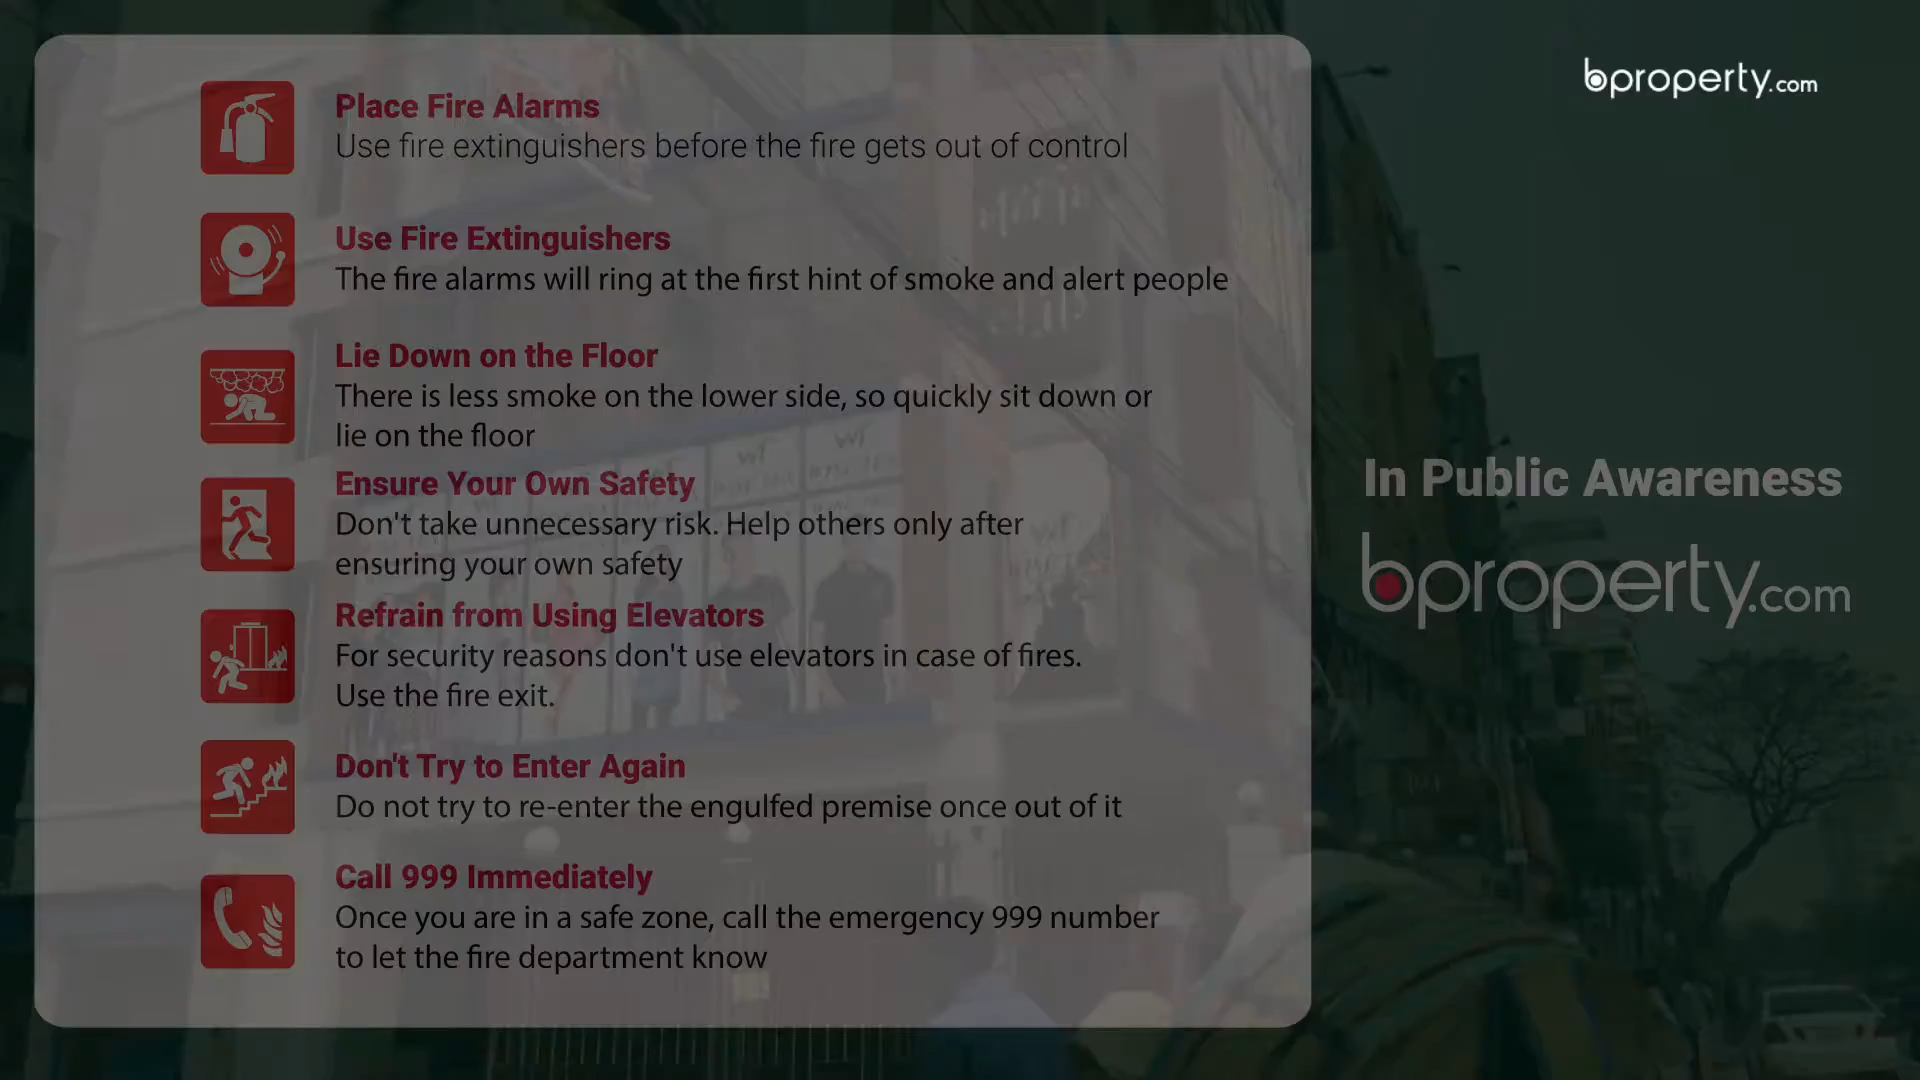 bproperty.com
Place Fire Alarms
Use fire extinguishers before the fire gets out of control
Use Fire Extinguishers
The fire alarms will ring at the first hint of smoke and alert people
Lie Down on the Floor
There is less smoke on the lower side, so quickly sit down or
lie on the floor
Ensure Your Own Safety
Don't take unnecessary risk. Help others only after
ensuring your own safety
Refrain from Using Elevators
For security reasons don't use elevators in case of fires.
Use the fire exit.
Don't Try to Enter Again
Do not try to re-enter the engulfed premise once out of it
Call 999 Immediately
Once you are in a safe zone, call the emergency 999 number
to let the fire department know
In Public Awareness
bproperty.com